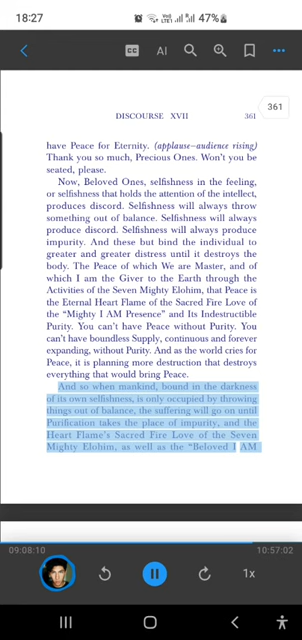 18:27
47%
CC AI
DISCOURSE XVII 361
361
have Peace for Eternity. (applause–audience rising)
Thank you so much, Precious Ones. Won't you be
seated, please.
Now, Beloved Ones, selfishness in the feeling,
or selfishness that holds the attention of the intellect,
produces discord. Selfishness will always throw
something out of balance. Selfishness will always
produce discord. Selfishness will always produce
impurity. And these but bind the individual to
greater and greater distress until it destroys the
body. The Peace of which We are Master, and of
which I am the Giver to the Earth through the
Activities of the Seven Mighty Elohim, that Peace is
the Eternal Heart Flame of the Sacred Fire Love of
the “Mighty I AM PRESENCE” and Its Indestructible
Purity. You can't have Peace without Purity. You
can't have boundless Supply, continuous and forever
expanding, without Purity. And as the world cries for
Peace, it is planning more destruction that destroys
everything that would bring Peace.
And so when mankind, bound in the darkness
of its own selfishness, is only occupied by throwing
things out of balance, the suffering will go on until
Purification takes the place of impurity, and the
Heart Flame's Sacred Fire Love of the Seven
Mighty Elohim, as well as the “Beloved I AM
09:08:10 10:57:02
1x